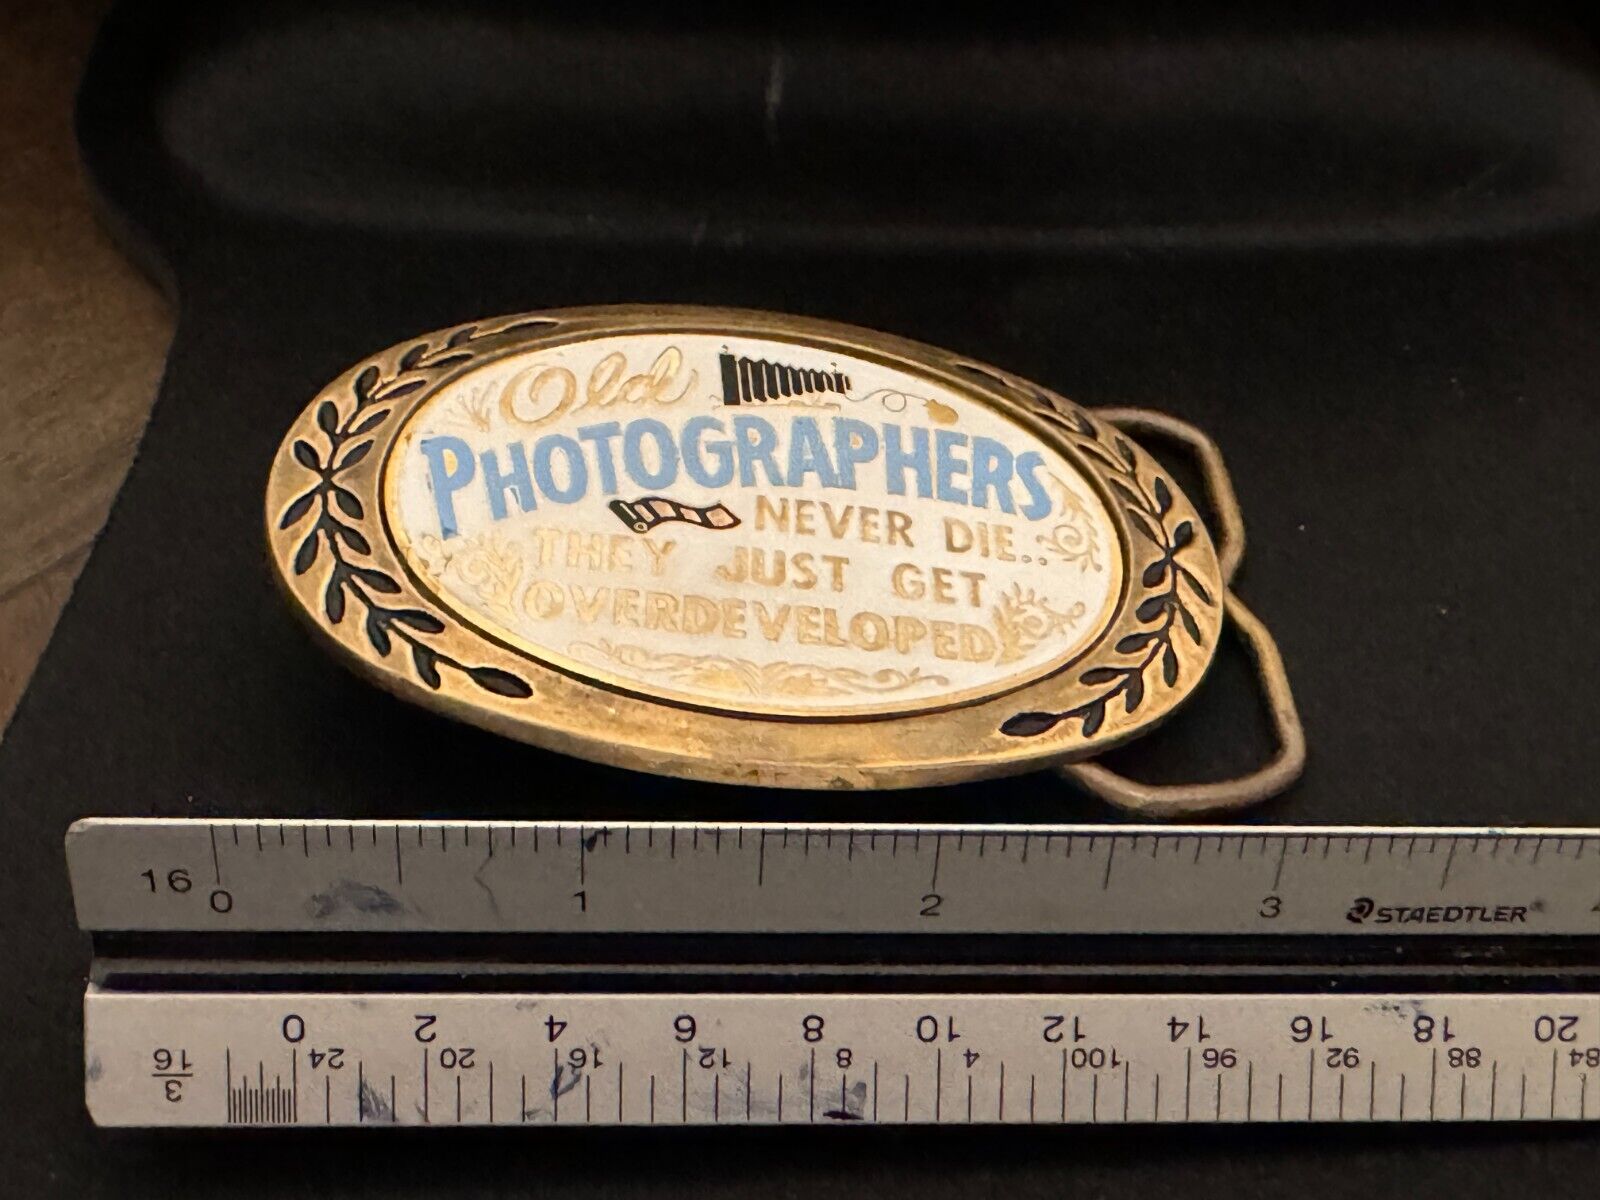 Old
PHOTOGRAPHERS
NEVER DIE..
THEY JUST GET
OVERDEVELOPED
16 0 1 2 3 STAEDTLER
0 2 4 6 8 10 12 14 16 18 20
3/16 24 20 16 12 8 4 100 96 92 88 84